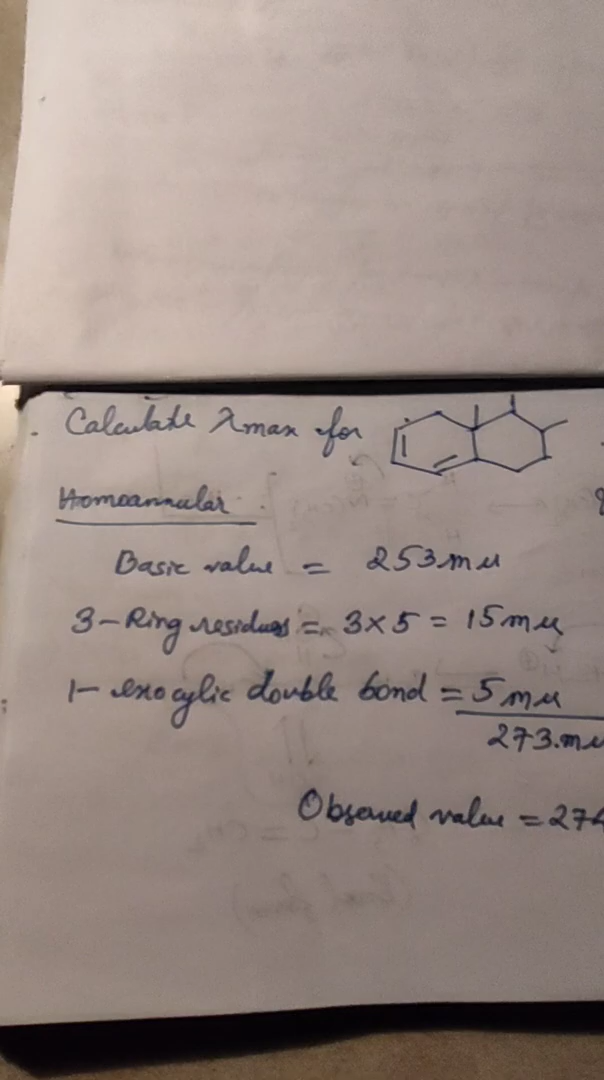 Calculate λmax for
Homoannular.
Basic value = 253 mμ
3-Ring residues = 3×5 = 15 mμ
1- exocylic double bond = 5 mμ
273.mμ
Observed value = 274